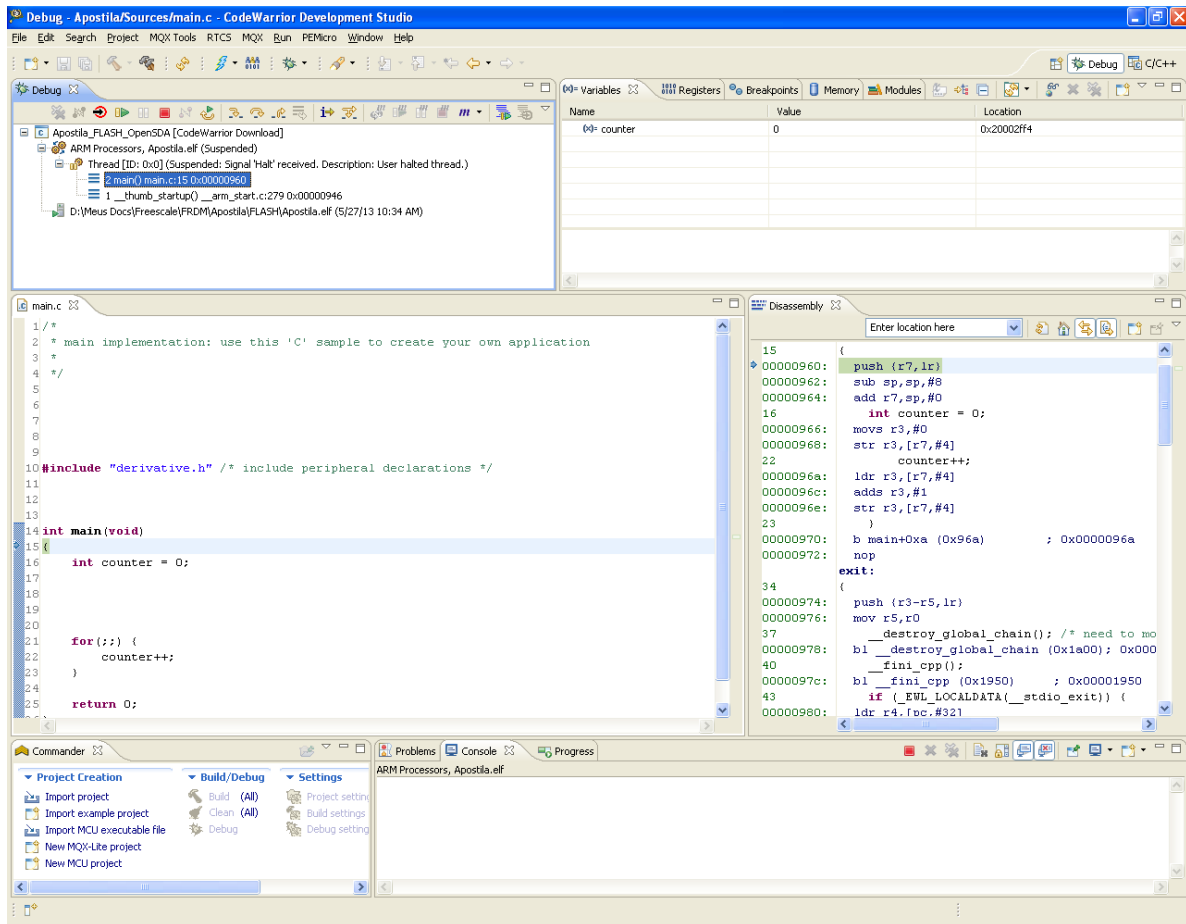 Debug - Apostila/Sources/main.c - CodeWarrior Development Studio
File Edit Search Project MQX Tools RTCS MQX Run PEMicro Window Help
Debug C/C++
Debug
Apostila_FLASH_OpenSDA [CodeWarrior Download]
ARM Processors, Apostila.elf (Suspended)
Thread [ID: 0x0] (Suspended: Signal 'Halt' received. Description: User halted thread.)
2 main() main.c:15 0x00000960
1 __thumb_startup() __arm_start.c:279 0x00000946
D:\Meus Docs\Freescale\FRDM\Apostila\FLASH\Apostila.elf (5/27/13 10:34 AM)
(x)= Variables Registers Breakpoints Memory Modules
Name Value Location
(x)= counter 0 0x20002ff4
main.c
1 /*
2 * main implementation: use this 'C' sample to create your own application
3 *
4 */
5
6
7
8
9
10 #include "derivative.h" /* include peripheral declarations */
11
12
13
14 int main(void)
15 {
16 int counter = 0;
17
18
19
20
21 for(;;) {
22 counter++;
23 }
24
25 return 0;
Disassembly
Enter location here
15 {
00000960: push {r7,lr}
00000962: sub sp,sp,#8
00000964: add r7,sp,#0
16 int counter = 0;
00000966: movs r3,#0
00000968: str r3,[r7,#4]
22 counter++;
0000096a: ldr r3,[r7,#4]
0000096c: adds r3,#1
0000096e: str r3,[r7,#4]
23 }
00000970: b main+0xa (0x96a) ; 0x0000096a
00000972: nop
exit:
34 {
00000974: push {r3-r5,lr}
00000976: mov r5,r0
37 __destroy_global_chain(); /* need to mo
00000978: bl __destroy_global_chain (0x1a00); 0x000
40 __fini_cpp();
0000097c: bl __fini_cpp (0x1950) ; 0x00001950
43 if (_EWL_LOCALDATA(__stdio_exit)) {
00000980: ldr r4,[pc,#32]
Commander
Project Creation Build/Debug Settings
Import project Build (All) Project setting
Import example project Clean (All) Build settings
Import MCU executable file Debug Debug setting
New MQX-Lite project
New MCU project
Problems Console Progress
ARM Processors, Apostila.elf